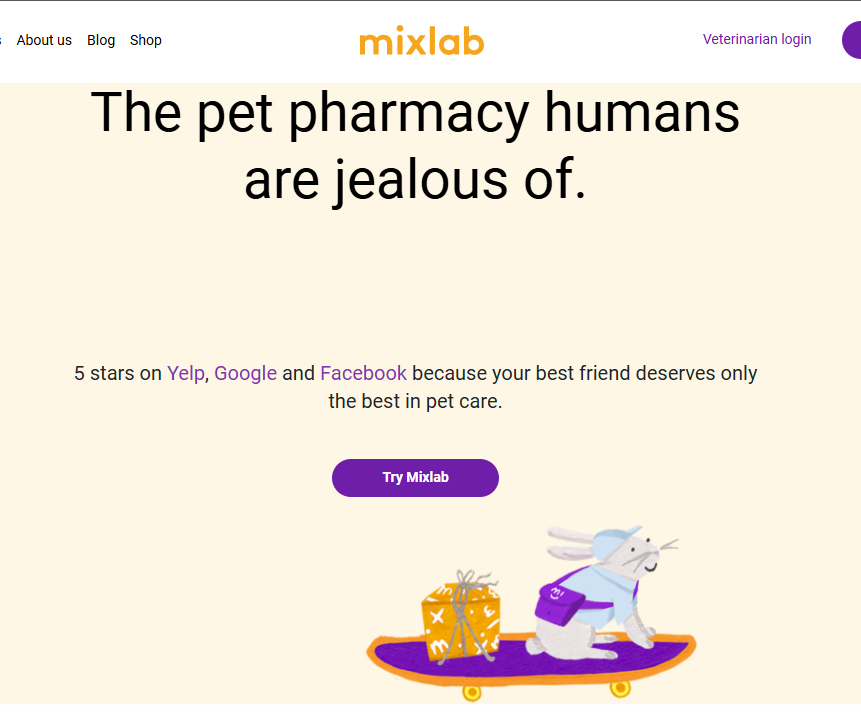 About us Blog Shop
mixlab
Veterinarian login
The pet pharmacy humans
are jealous of.
5 stars on Yelp, Google and Facebook because your best friend deserves only
the best in pet care.
Try Mixlab